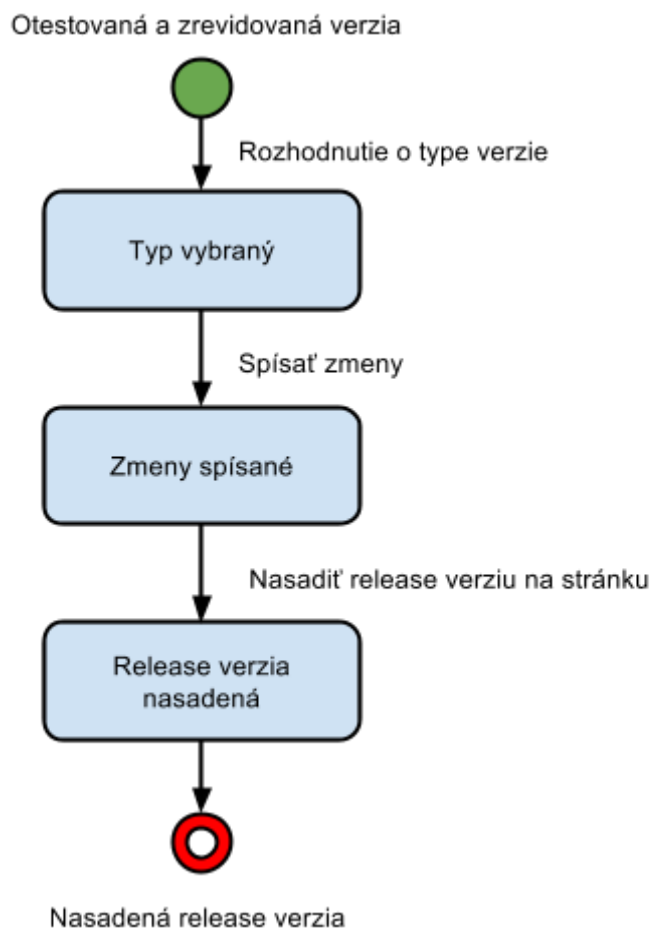 Otestovaná a zrevidovaná verzia
Rozhodnutie o type verzie
Typ vybraný
Spísať zmeny
Zmeny spísané
Nasadiť release verziu na stránku
Release verzia
nasadená
Nasadená release verzia